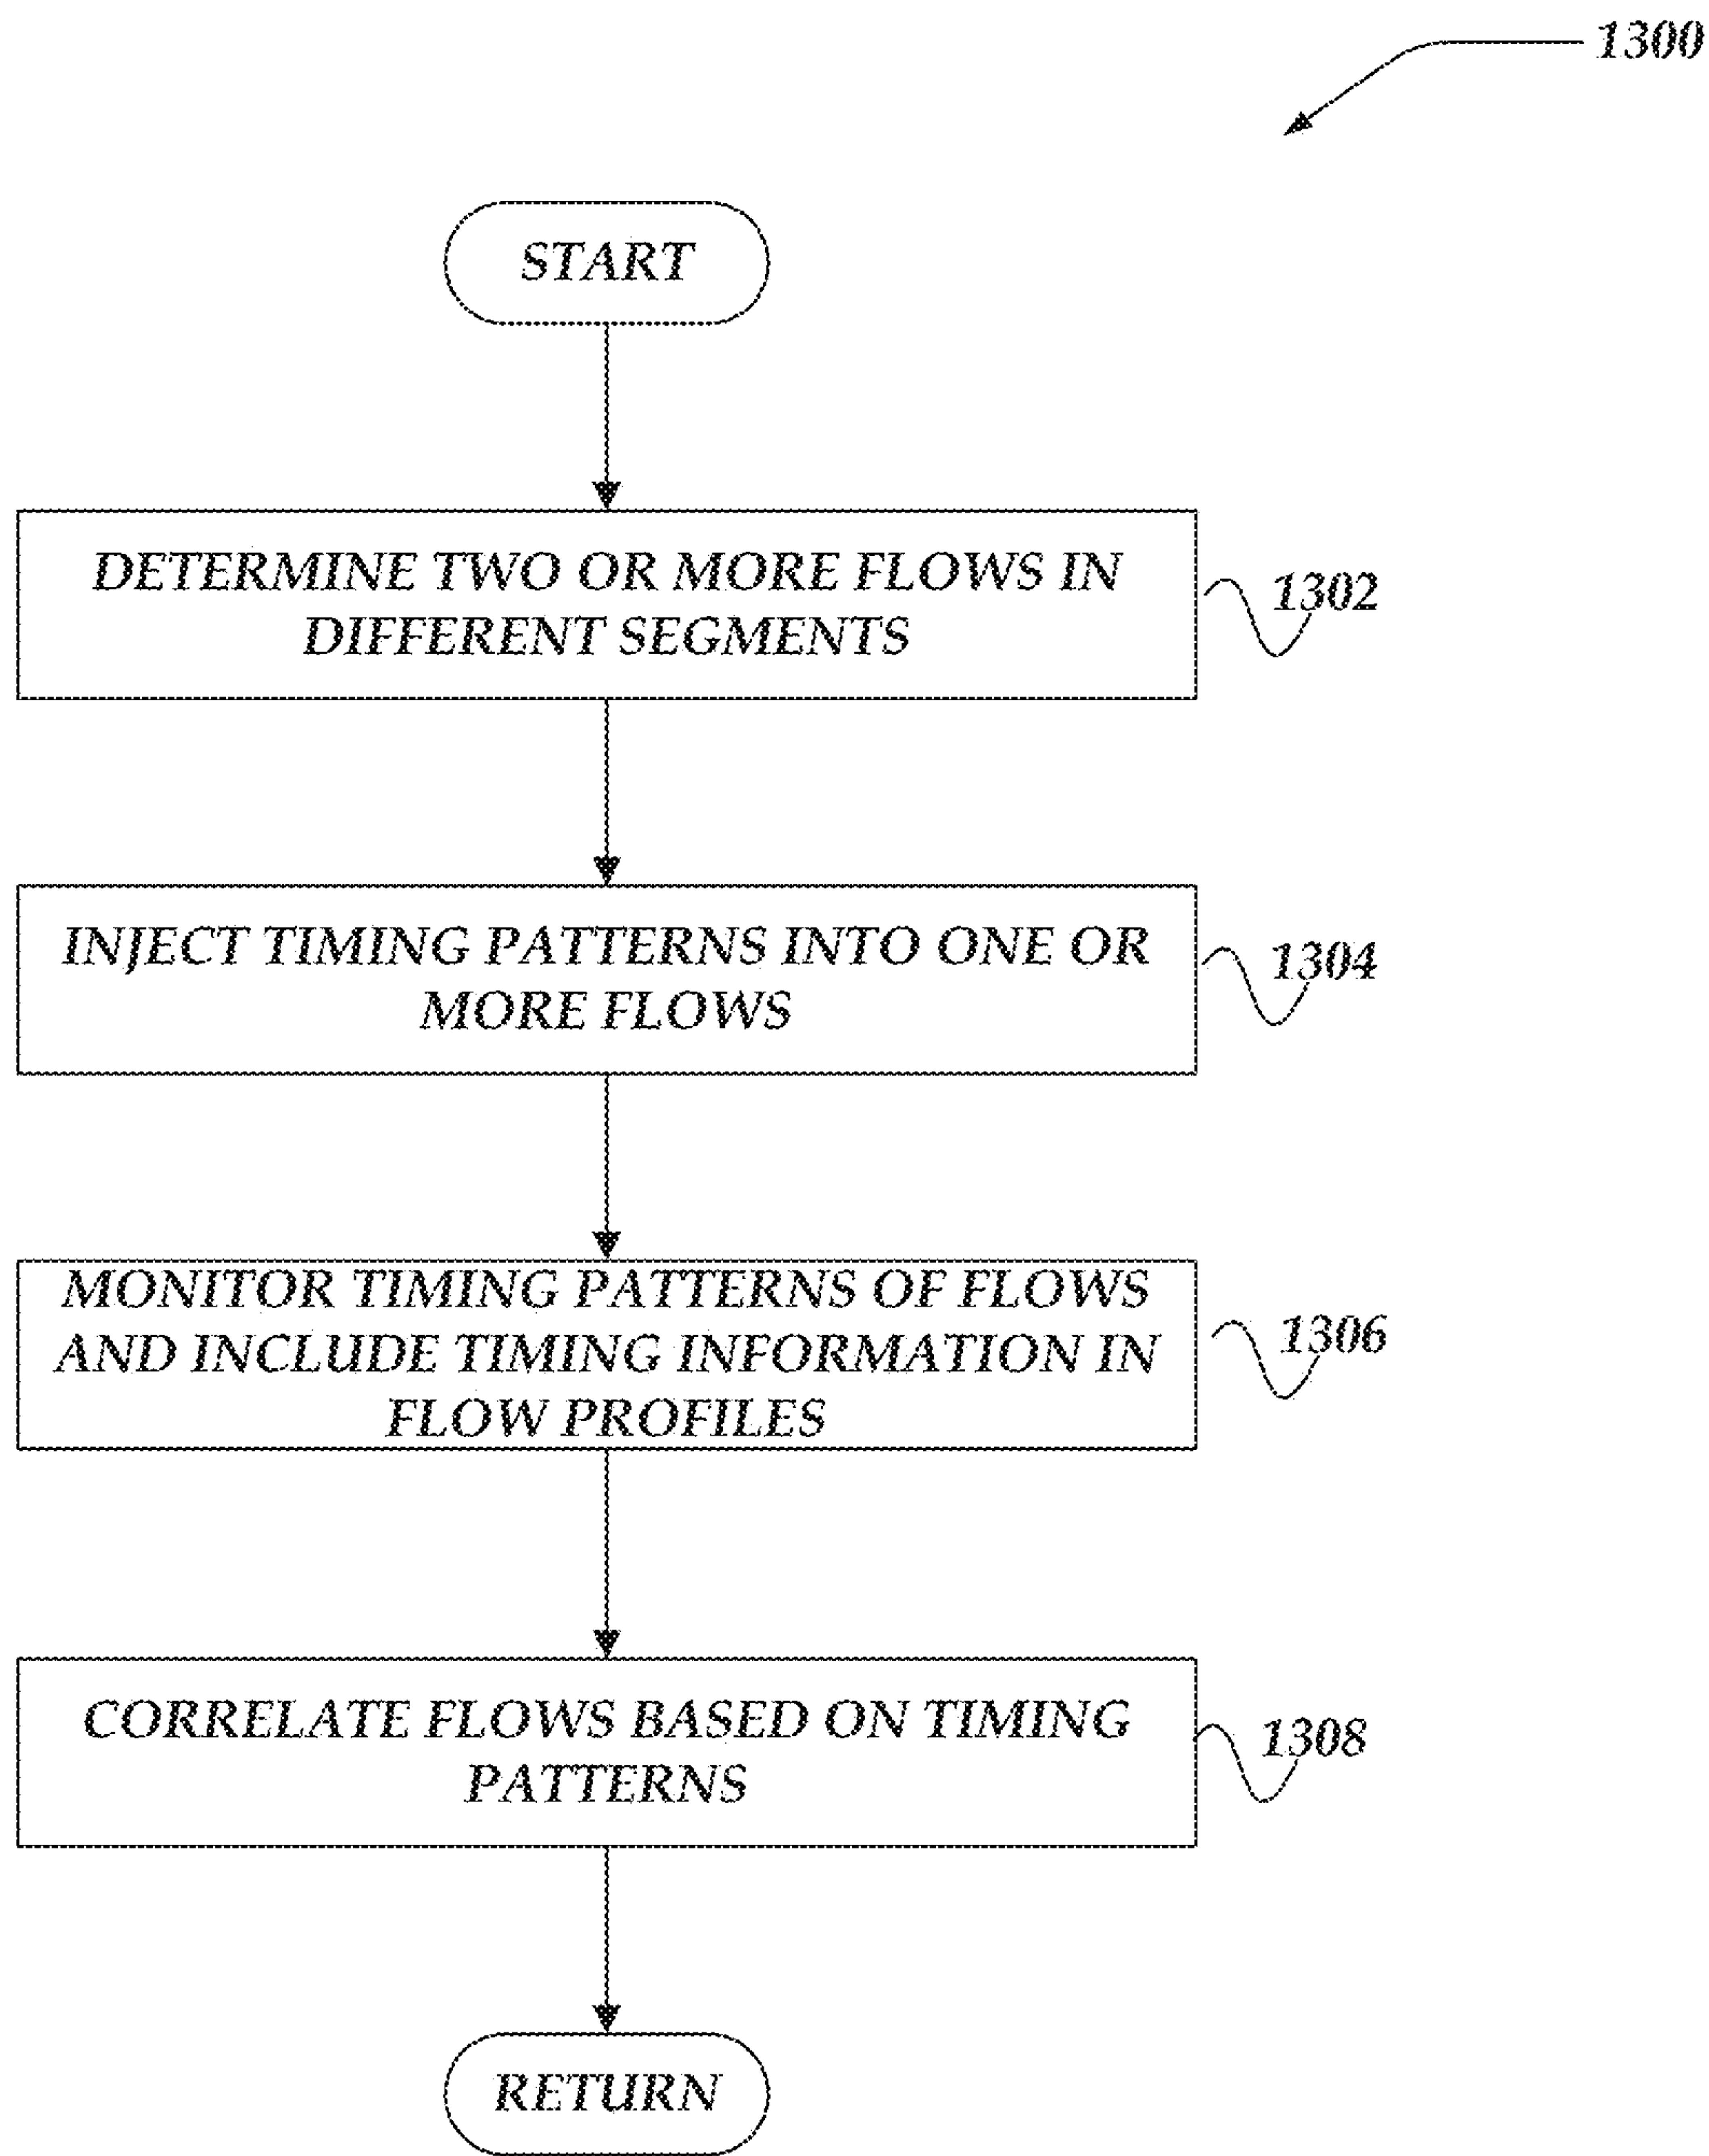 1300
START
DETERMINE TWO OR MORE FLOWS IN
DIFFERENT SEGMENTS
1302
INJECT TIMING PATTERNS INTO ONE OR
MORE FLOWS
1304
MONITOR TIMING PATTERNS OF FLOWS
AND INCLUDE TIMING INFORMATION IN
FLOW PROFILES
1306
CORRELATE FLOWS BASED ON TIMING
PATTERNS
1308
RETURN